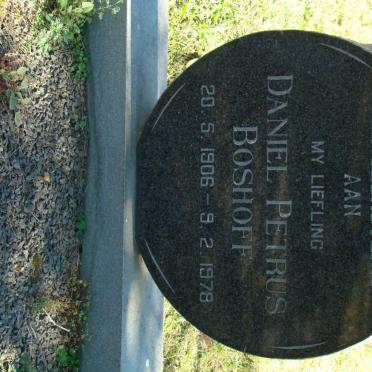 AAN
MY LIEFLING
DANIEL PETRUS
BOSHOFF
20. 5. 1906 – 9. 2. 1978